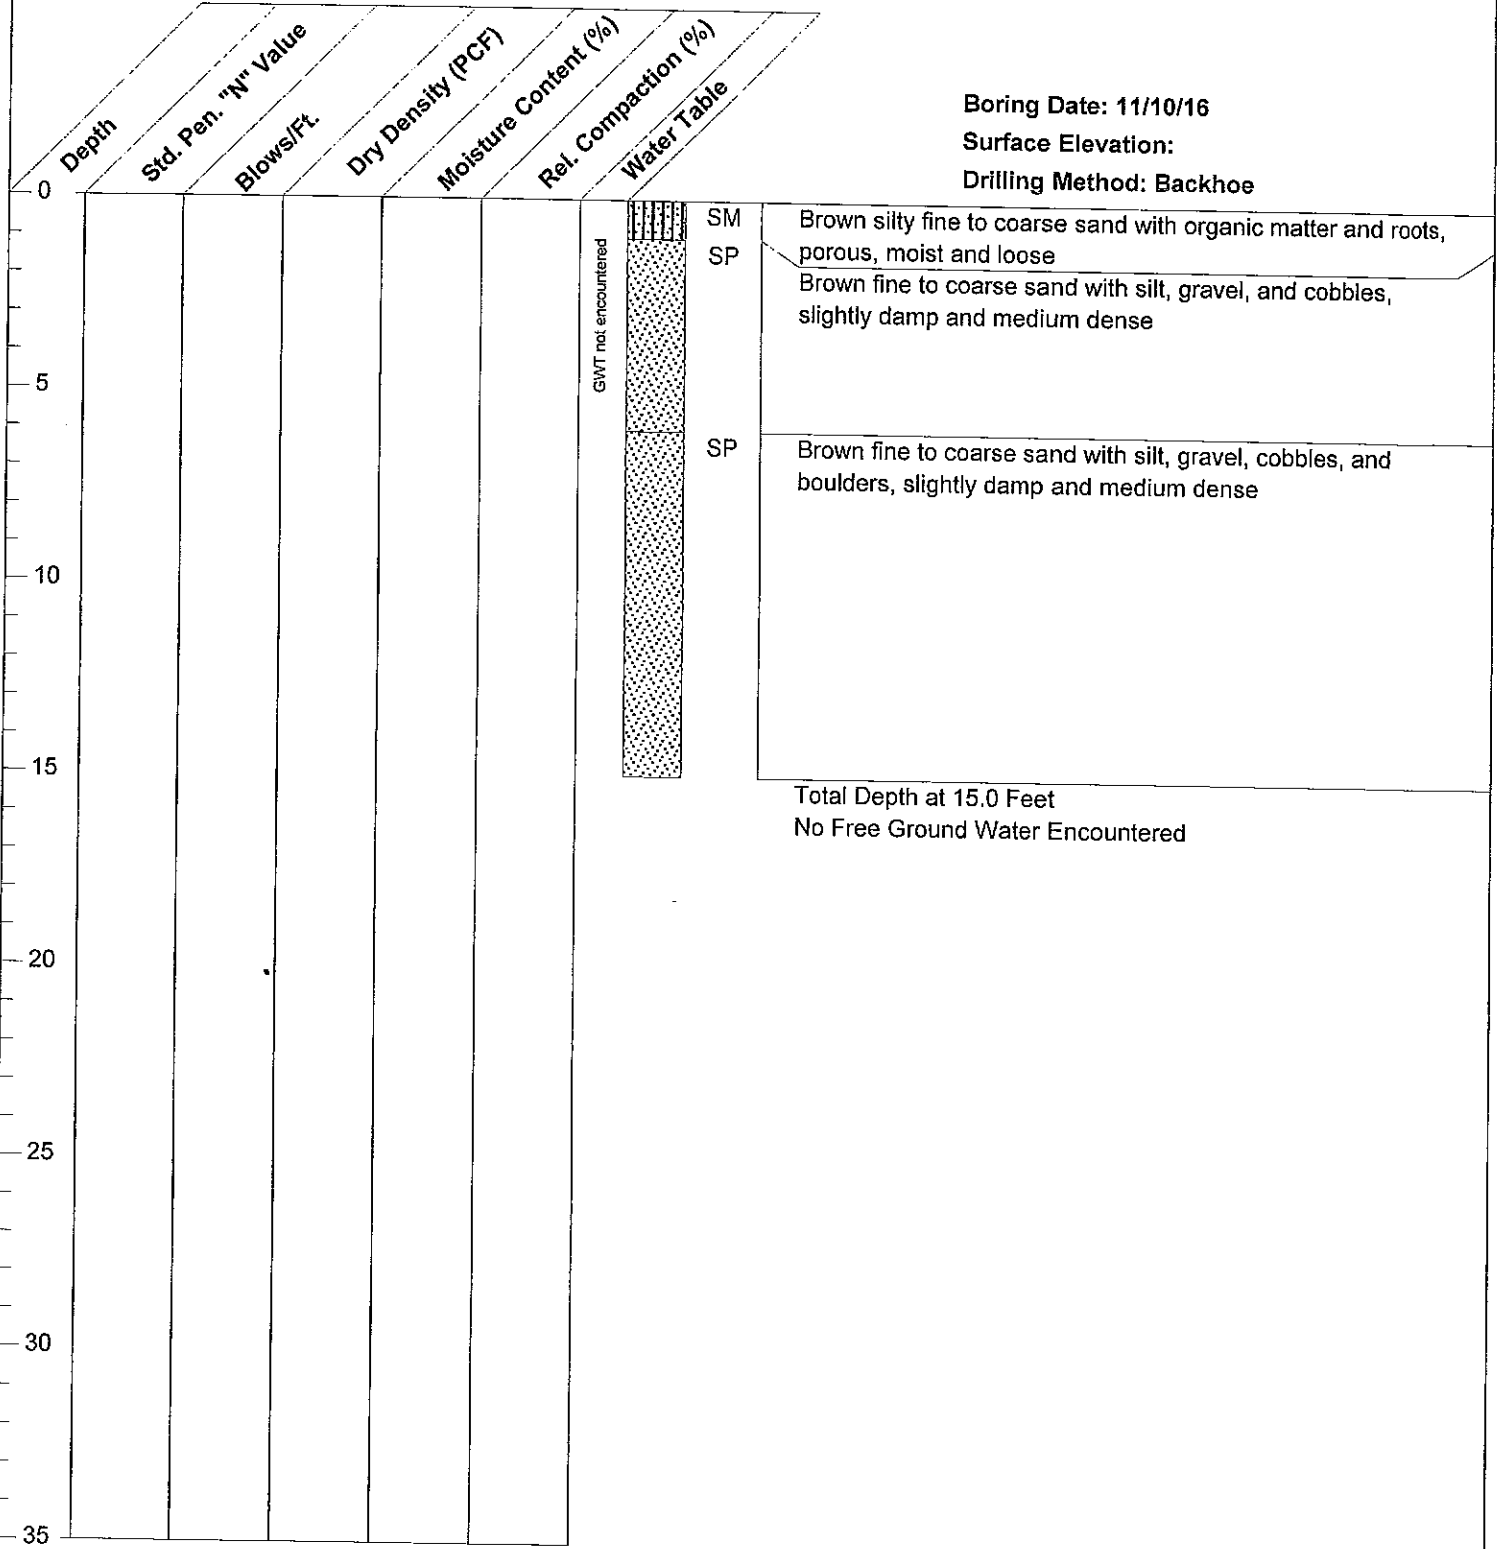 Depth
Std. Pen. "N" Value
Blows/Ft.
Dry Density (PCF)
Moisture Content (%)
Rel. Compaction (%)
Water Table
Boring Date: 11/10/16
Surface Elevation:
Drilling Method: Backhoe
0
GWT not encountered
SM
Brown silty fine to coarse sand with organic matter and roots,
porous, moist and loose
SP
Brown fine to coarse sand with silt, gravel, and cobbles,
slightly damp and medium dense
5
SP
Brown fine to coarse sand with silt, gravel, cobbles, and
boulders, slightly damp and medium dense
10
15
Total Depth at 15.0 Feet
No Free Ground Water Encountered
20
25
30
35